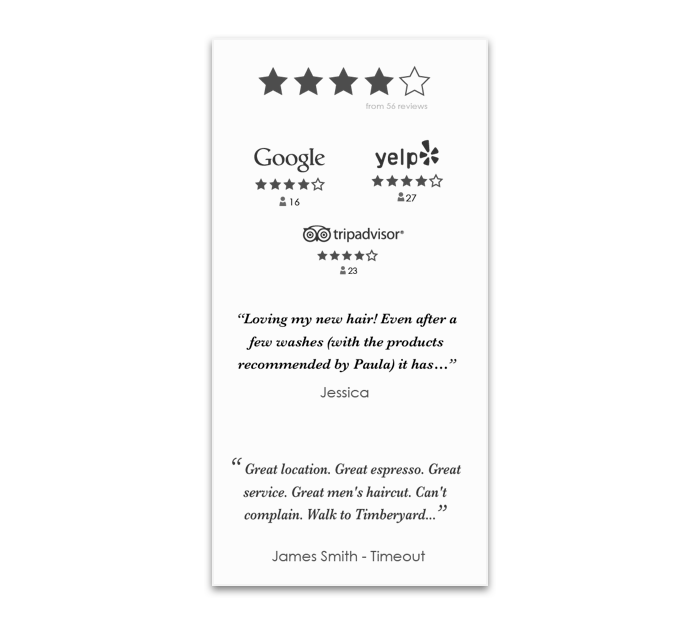 from 56 reviews
Google
yelp
16
27
tripadvisor®
23
“Loving my new hair! Even after a
few washes (with the products
recommended by Paula) it has…”
Jessica
“ Great location. Great espresso. Great
service. Great men's haircut. Can't
complain. Walk to Timberyard...”
James Smith - Timeout